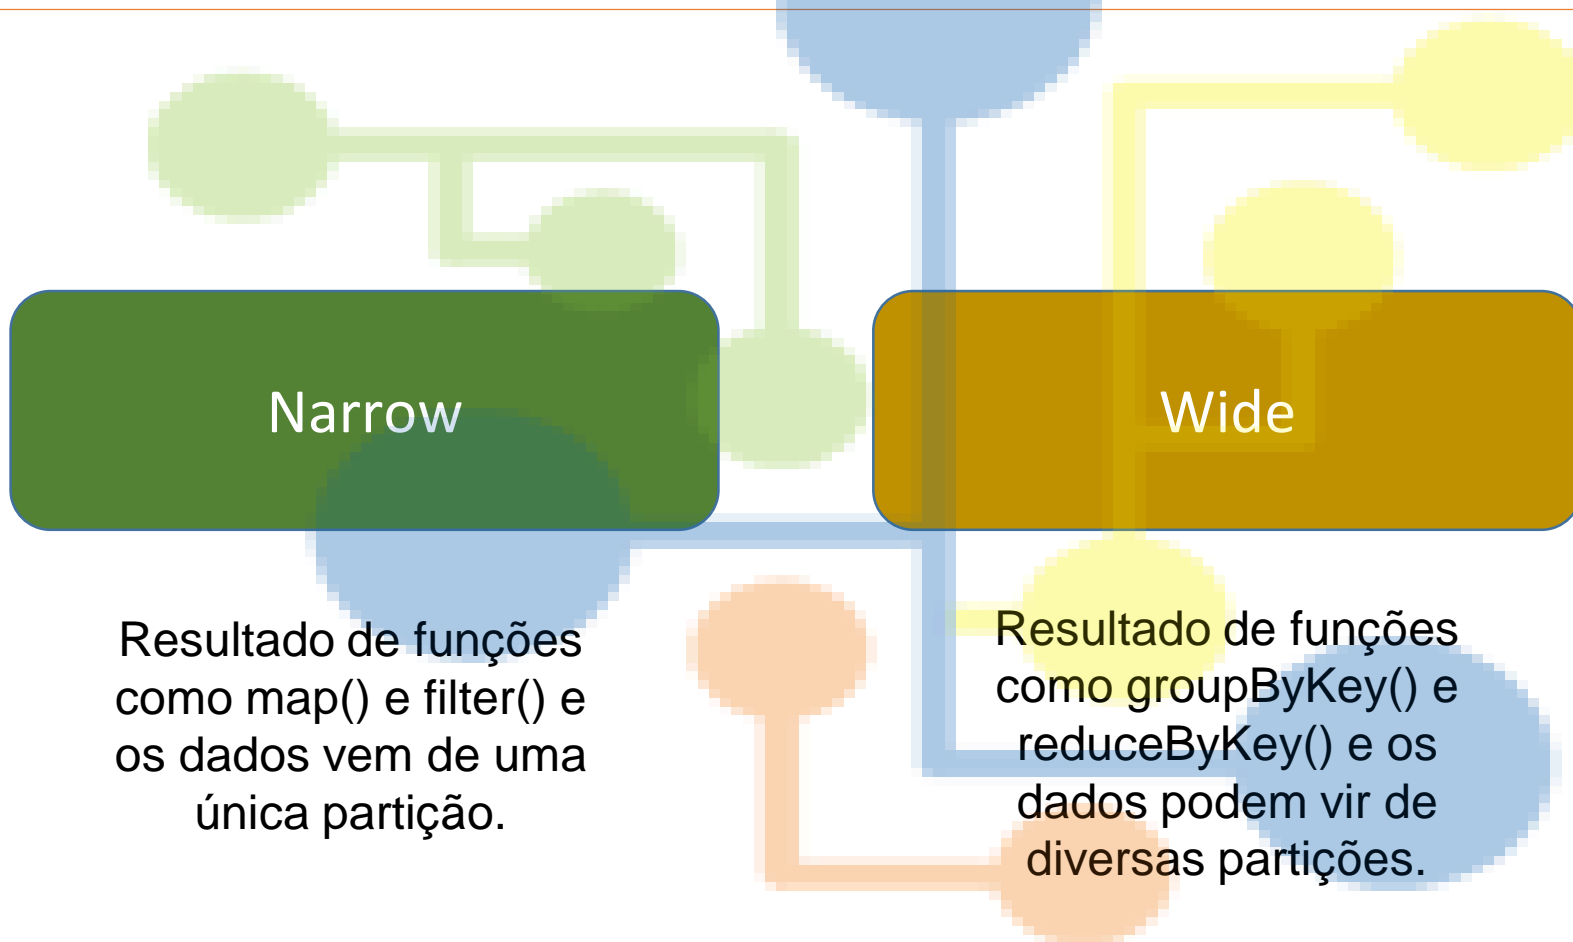 Narrow
Resultado de funções
como map() e filter() e
os dados vem de uma
única partição.
Wide
Resultado de funções
como groupByKey() e
reduceByKey() e os
dados podem vir de
diversas partições.